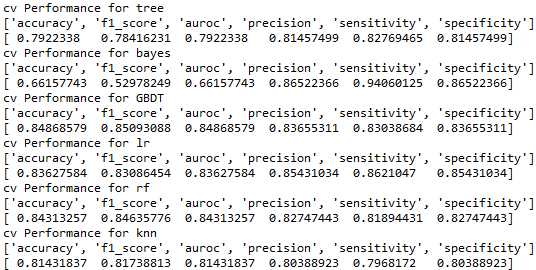 cv Performance for tree
['accuracy', 'f1_score', 'auroc', 'precision', 'sensitivity', 'specificity']
[ 0.7922338 0.78416231 0.7922338 0.81457499 0.82769465 0.81457499]
cv Performance for bayes
['accuracy', 'f1_score', 'auroc', 'precision', 'sensitivity', 'specificity']
[ 0.66157743 0.52978249 0.66157743 0.86522366 0.94060125 0.86522366]
cv Performance for GBDT
['accuracy', 'f1_score', 'auroc', 'precision', 'sensitivity', 'specificity']
[ 0.84868579 0.85093088 0.84868579 0.83655311 0.83038684 0.83655311]
cv Performance for lr
['accuracy', 'f1_score', 'auroc', 'precision', 'sensitivity', 'specificity']
[ 0.83627584 0.83086454 0.83627584 0.85431034 0.8621047 0.85431034]
cv Performance for rf
['accuracy', 'f1_score', 'auroc', 'precision', 'sensitivity', 'specificity']
[ 0.84313257 0.84635776 0.84313257 0.82747443 0.81894431 0.82747443]
cv Performance for knn
['accuracy', 'f1_score', 'auroc', 'precision', 'sensitivity', 'specificity']
[ 0.81431837 0.81738813 0.81431837 0.80388923 0.7968172 0.80388923]